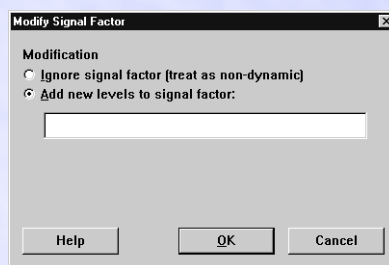 Modify Signal Factor
Modification
Ignore signal factor (treat as non-dynamic)
Add new levels to signal factor:
Help OK Cancel